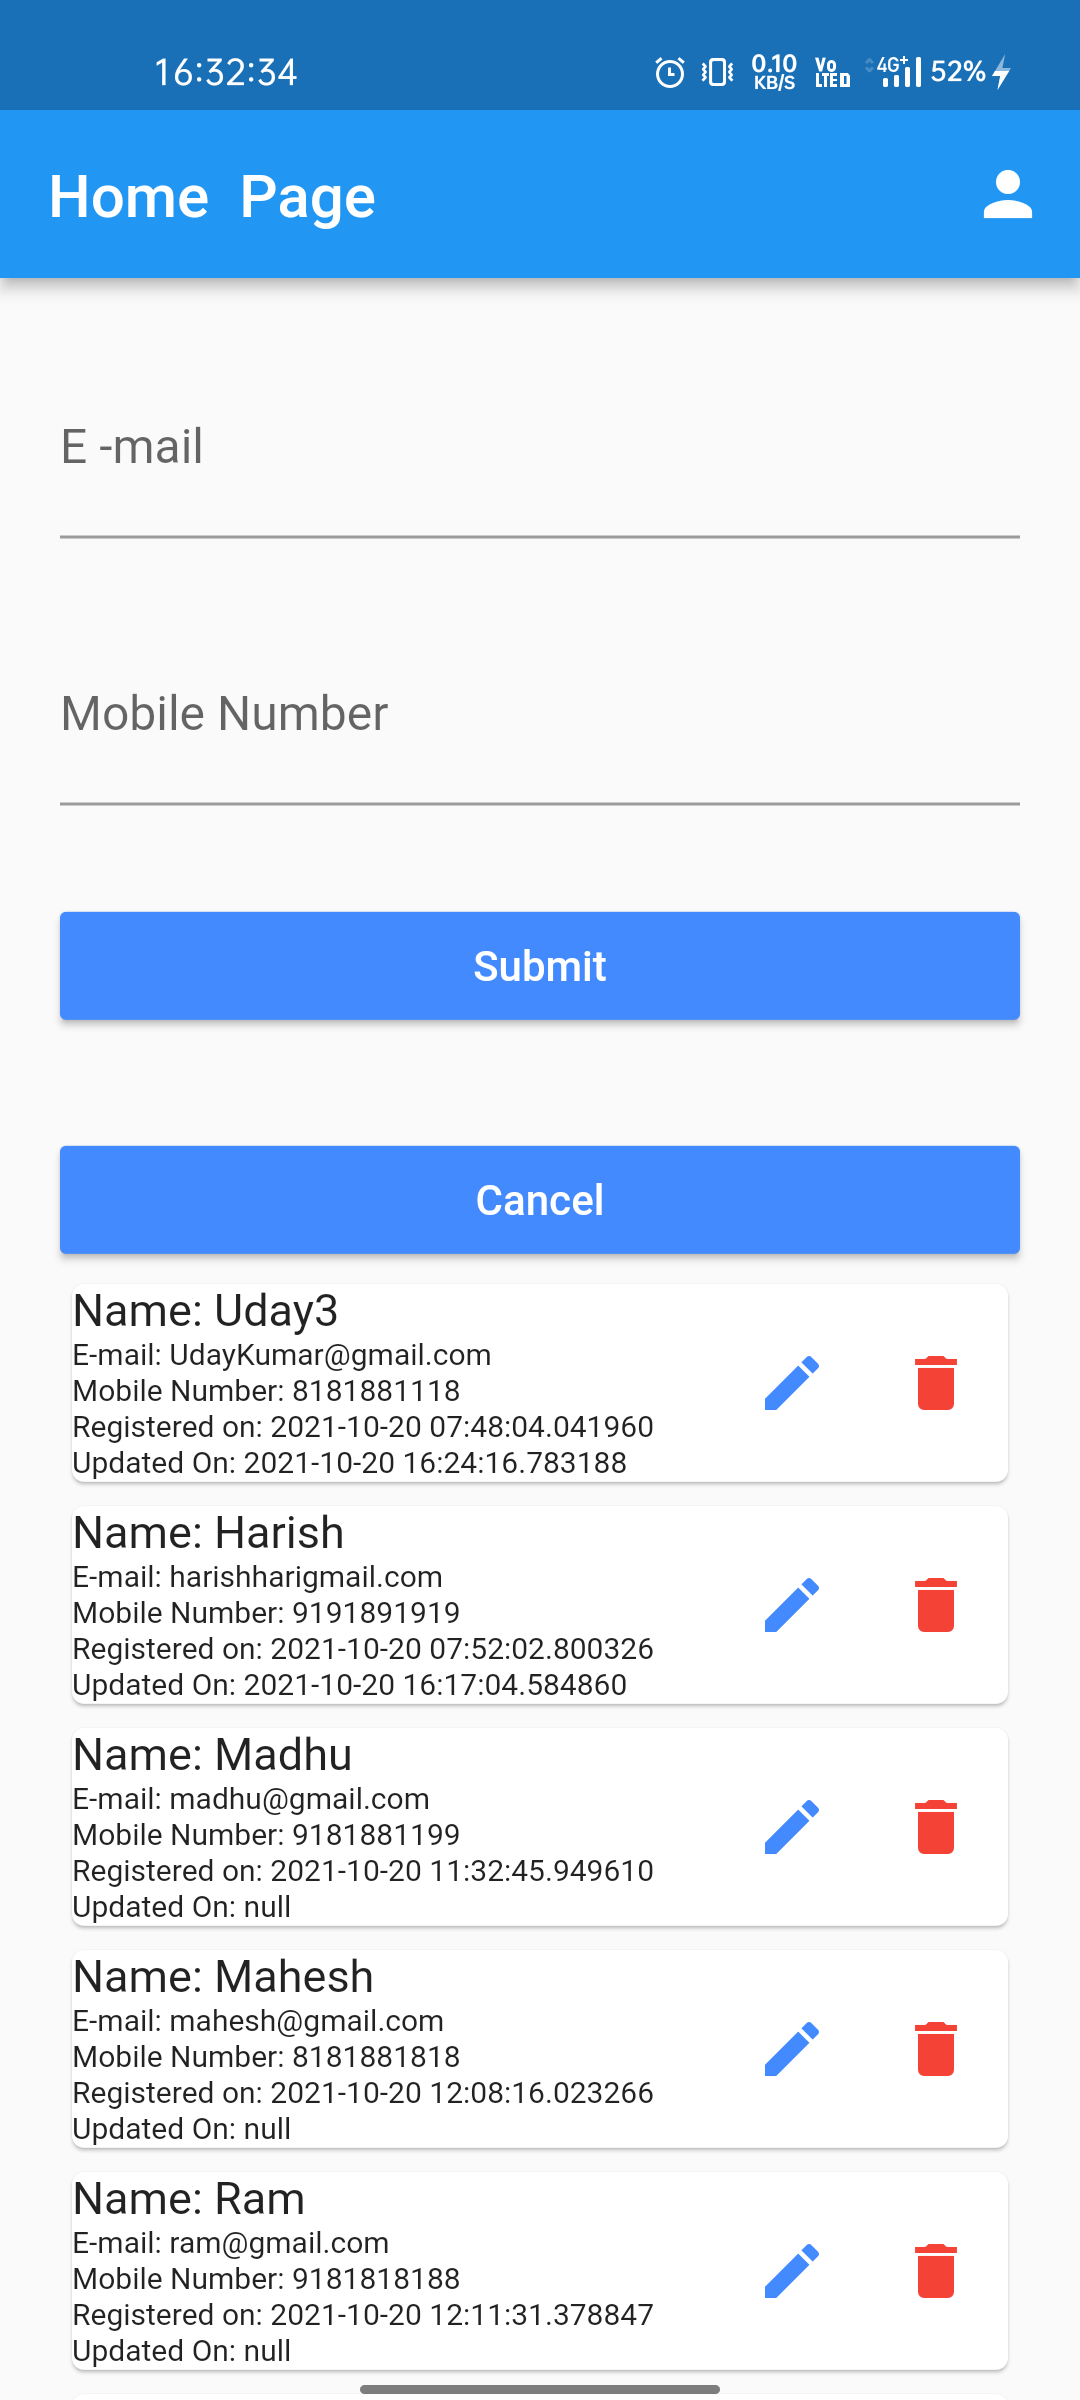 16:32:34
0.10 KB/S
Vo LTE
4G+
52%
Home Page
E -mail
Mobile Number
Submit
Cancel
Name: Uday3
E-mail: UdayKumar@gmail.com
Mobile Number: 8181881118
Registered on: 2021-10-20 07:48:04.041960
Updated On: 2021-10-20 16:24:16.783188
Name: Harish
E-mail: harishharigmail.com
Mobile Number: 9191891919
Registered on: 2021-10-20 07:52:02.800326
Updated On: 2021-10-20 16:17:04.584860
Name: Madhu
E-mail: madhu@gmail.com
Mobile Number: 9181881199
Registered on: 2021-10-20 11:32:45.949610
Updated On: null
Name: Mahesh
E-mail: mahesh@gmail.com
Mobile Number: 8181881818
Registered on: 2021-10-20 12:08:16.023266
Updated On: null
Name: Ram
E-mail: ram@gmail.com
Mobile Number: 9181818188
Registered on: 2021-10-20 12:11:31.378847
Updated On: null